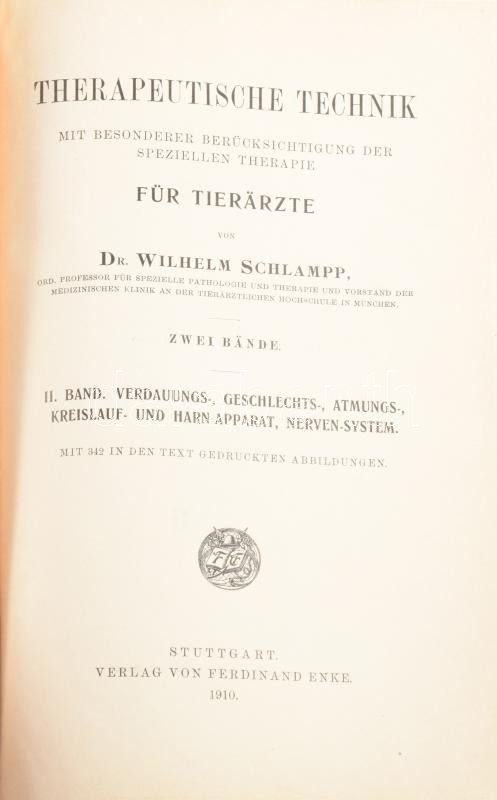 THERAPEUTISCHE TECHNIK
MIT BESONDERER BERÜCKSICHTIGUNG DER
SPEZIELLEN THERAPIE
FÜR TIERÄRZTE
VON
DR. WILHELM SCHLAMPP,
ORD. PROFESSOR FÜR SPEZIELLE PATHOLOGIE UND THERAPIE UND VORSTAND DER
MEDIZINISCHEN KLINIK AN DER TIERÄRZTLICHEN HOCHSCHULE IN MÜNCHEN.
ZWEI BÄNDE.
II. BAND. VERDAUUNGS-, GESCHLECHTS-, ATMUNGS-,
KREISLAUF- UND HARNAPPARAT, NERVEN-SYSTEM.
MIT 342 IN DEN TEXT GEDRUCKTEN ABBILDUNGEN.
F E
STUTTGART.
VERLAG VON FERDINAND ENKE.
1910.